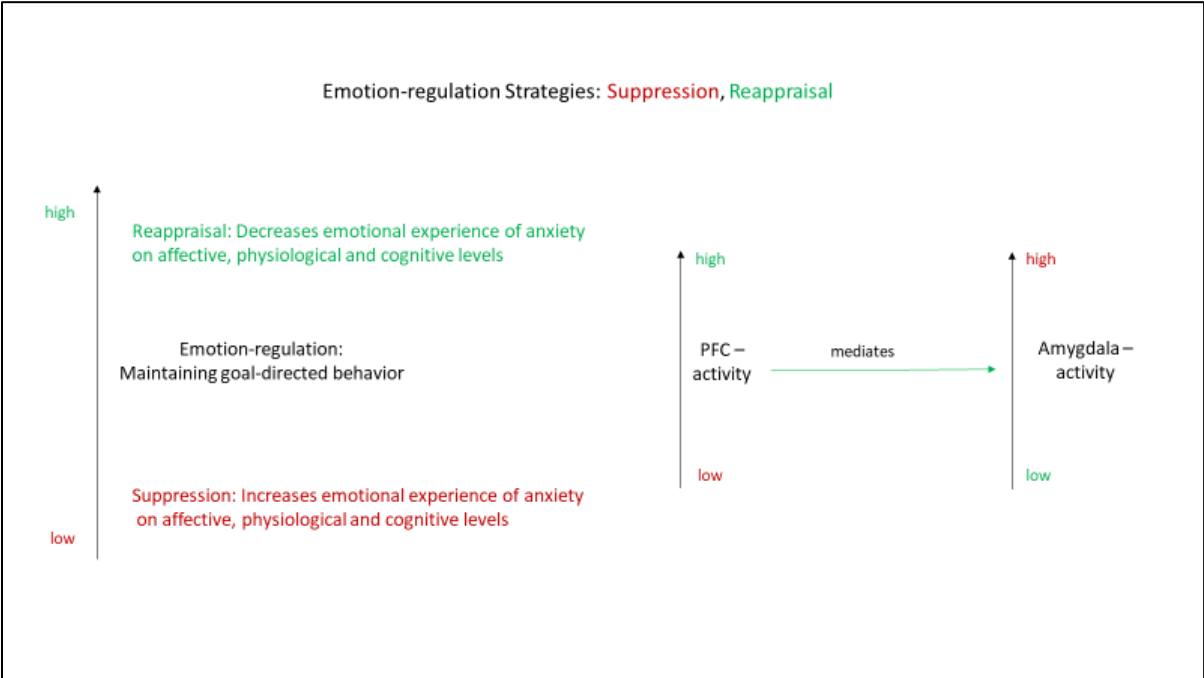 Emotion-regulation Strategies: Suppression, Reappraisal
high
Reappraisal: Decreases emotional experience of anxiety
on affective, physiological and cognitive levels
Emotion-regulation:
Maintaining goal-directed behavior
Suppression: Increases emotional experience of anxiety
on affective, physiological and cognitive levels
low
high
PFC –
activity
low
mediates
high
Amygdala –
activity
low